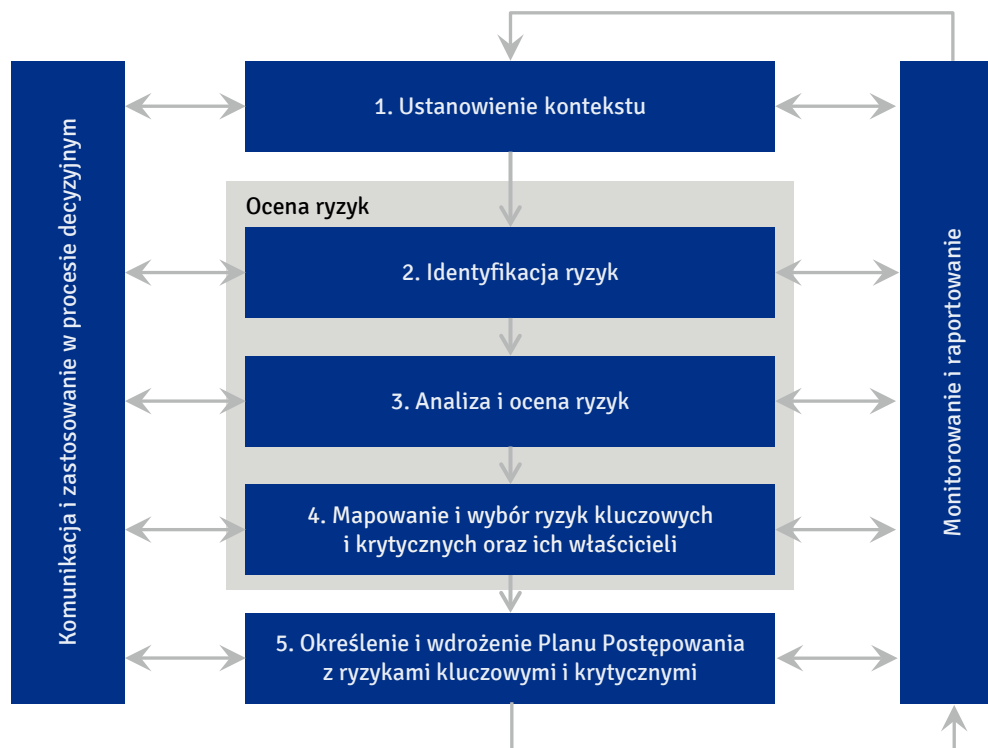 Komunikacja i zastosowanie w procesie decyzyjnym
1. Ustanowienie kontekstu
Ocena ryzyk
2. Identyfikacja ryzyk
3. Analiza i ocena ryzyk
4. Mapowanie i wybór ryzyk kluczowych
i krytycznych oraz ich właścicieli
5. Określenie i wdrożenie Planu Postępowania
z ryzykami kluczowymi i krytycznymi
Monitorowanie i raportowanie